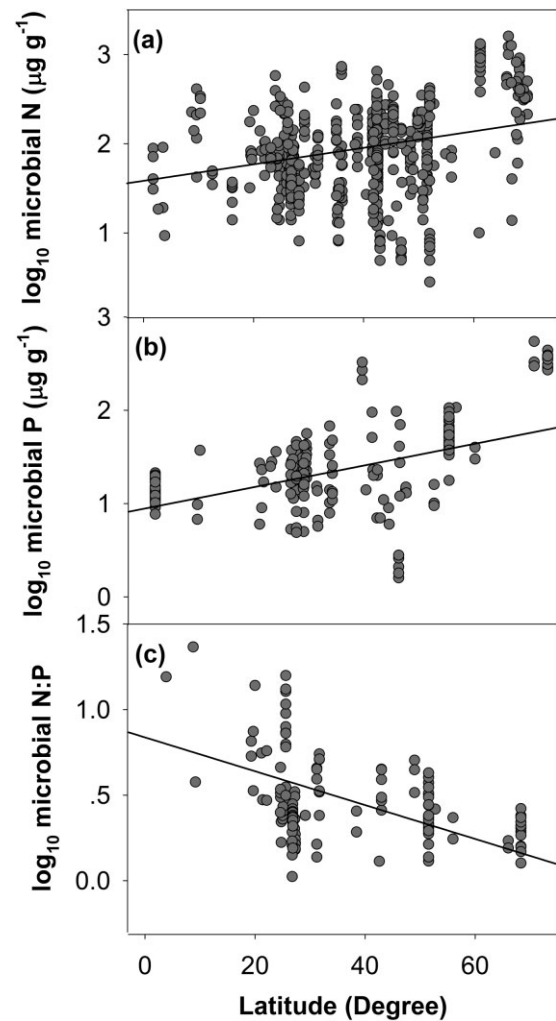 (a)
3
2
1
log₁₀ microbial N (µg g⁻¹)
3
(b)
2
1
0
log₁₀ microbial P (µg g⁻¹)
1.5
(c)
1.0
.5
0.0
log₁₀ microbial N:P
0 20 40 60
Latitude (Degree)